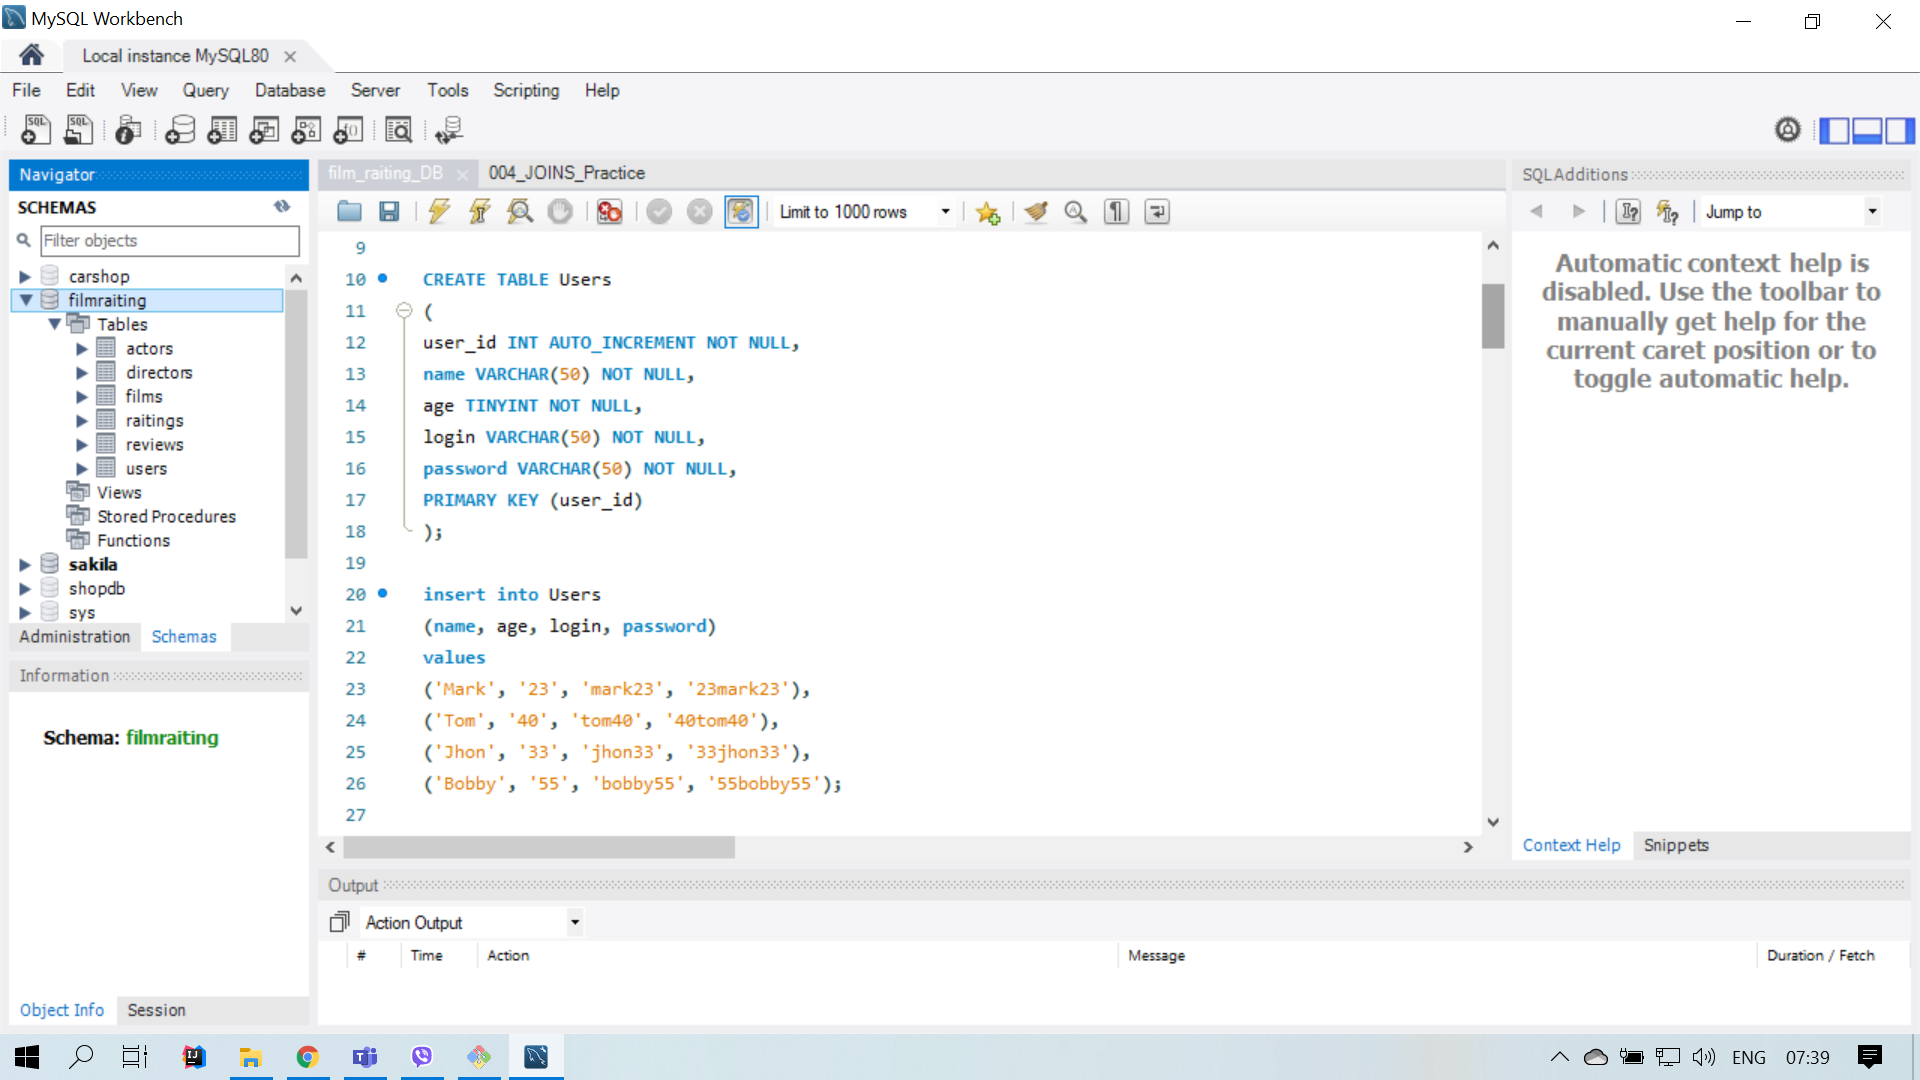 MySQL Workbench
Local instance MySQL80
File Edit View Query Database Server Tools Scripting Help
Navigator
SCHEMAS
Filter objects
carshop
filmraiting
Tables
actors
directors
films
raitings
reviews
users
Views
Stored Procedures
Functions
sakila
shopdb
sys
Administration Schemas
Information
Schema: filmraiting
Object Info Session
film_raiting_DB 004_JOINS_Practice
Limit to 1000 rows
9
10 CREATE TABLE Users
11 (
12 user_id INT AUTO_INCREMENT NOT NULL,
13 name VARCHAR(50) NOT NULL,
14 age TINYINT NOT NULL,
15 login VARCHAR(50) NOT NULL,
16 password VARCHAR(50) NOT NULL,
17 PRIMARY KEY (user_id)
18 );
19
20 insert into Users
21 (name, age, login, password)
22 values
23 ('Mark', '23', 'mark23', '23mark23'),
24 ('Tom', '40', 'tom40', '40tom40'),
25 ('Jhon', '33', 'jhon33', '33jhon33'),
26 ('Bobby', '55', 'bobby55', '55bobby55');
27
SQLAdditions
Jump to
Automatic context help is
disabled. Use the toolbar to
manually get help for the
current caret position or to
toggle automatic help.
Context Help Snippets
Output
Action Output
# Time Action Message Duration / Fetch
ENG 07:39